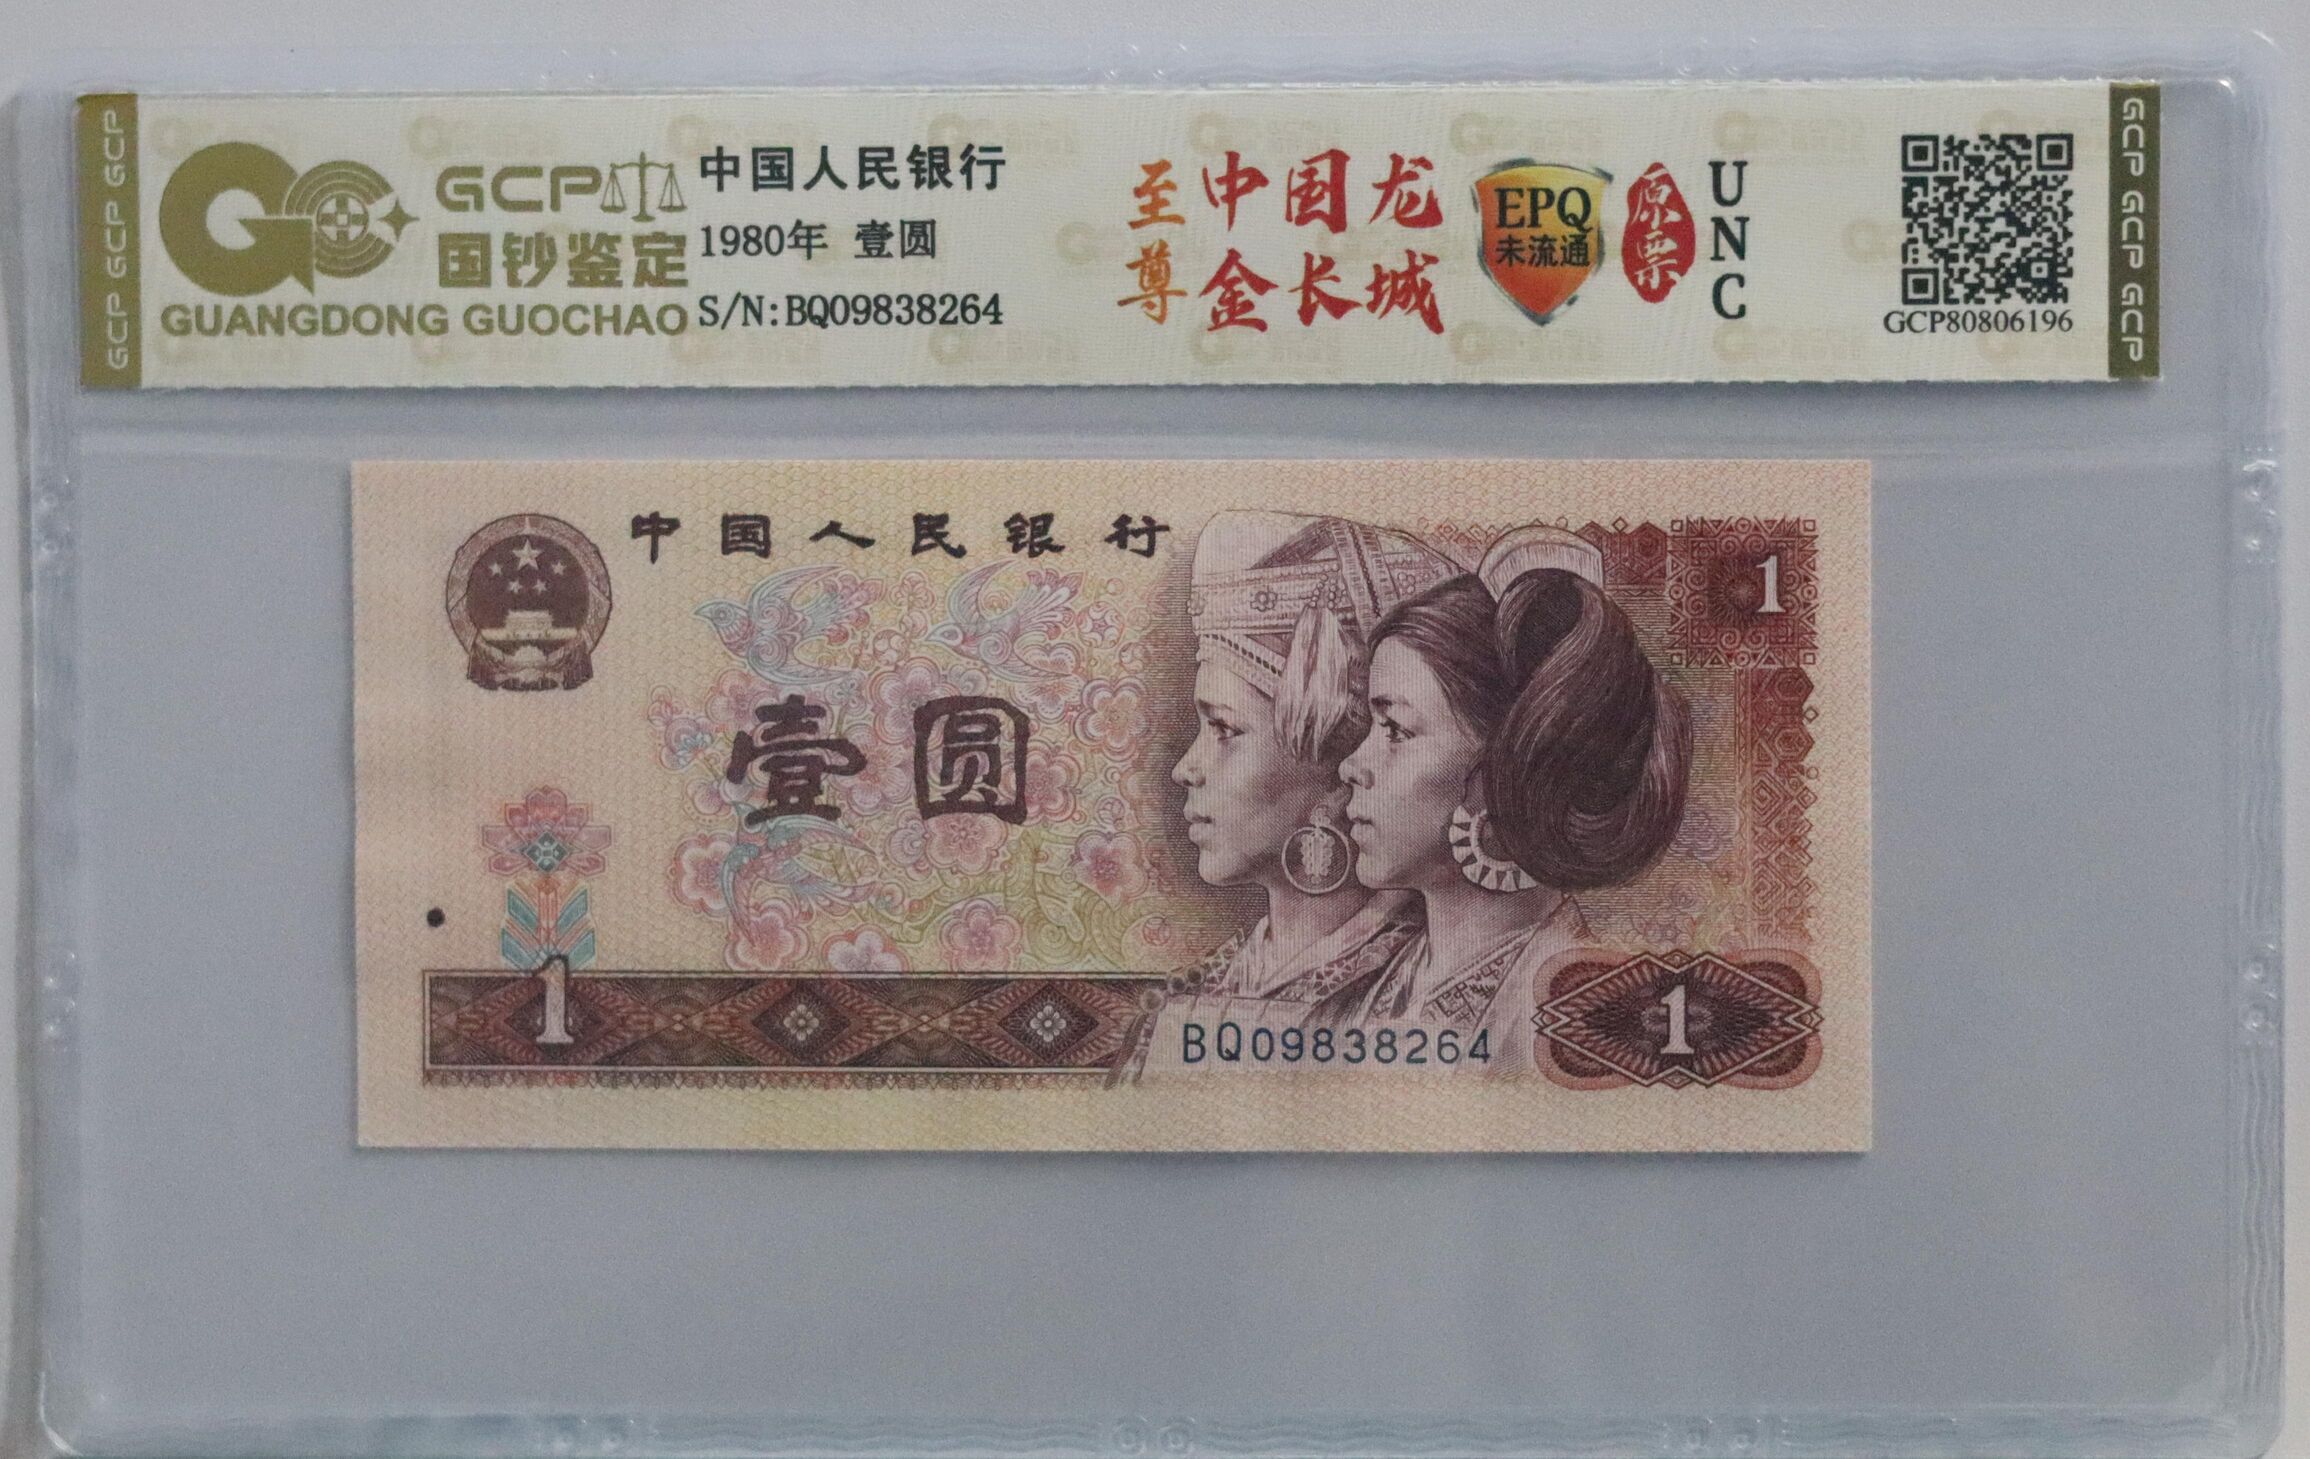 GCP GCP GCP
GCP
国钞鉴定
GUANGDONG GUOCHAO
中国人民银行
1980年 壹圆
S/N:BQ09838264
至尊
中国龙
金长城
EPQ
未流通
原票
UNC
GCP80806196
GCP GCP GCP
中国人民银行
1
壹圆
1
BQ09838264
1